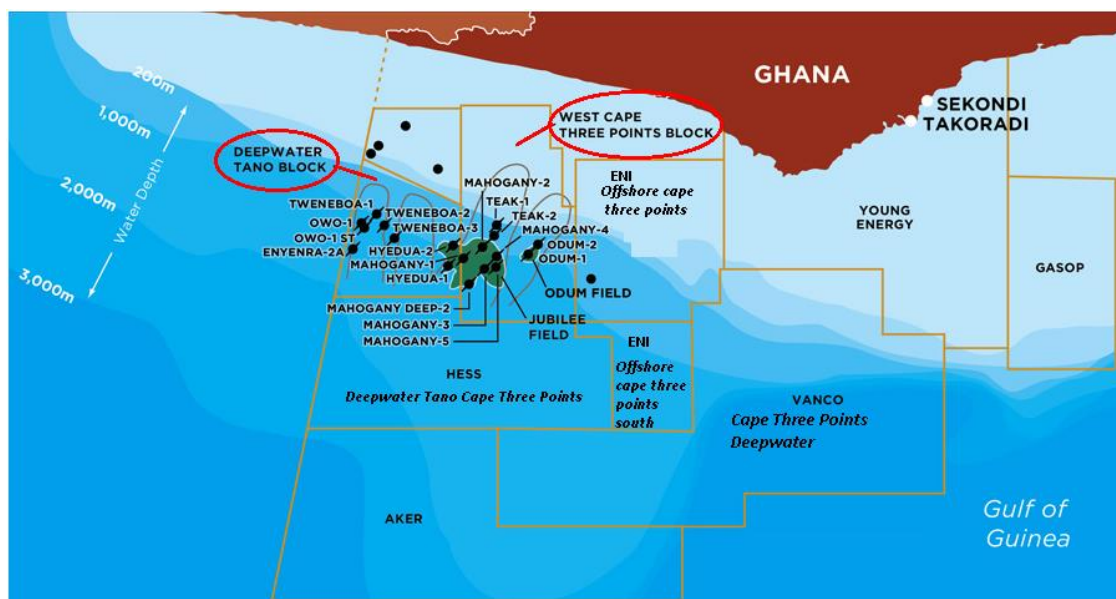 GHANA
SEKONDI
TAKORADI
200m
1,000m
2,000m
3,000m
Water Depth
DEEPWATER
TANO BLOCK
WEST CAPE
THREE POINTS BLOCK
MAHOGANY-2
TEAK-1
TEAK-2
MAHOGANY-4
ODUM-2
ODUM-1
TWENEBOA-1
TWENEBOA-2
OWO-1
TWENEBOA-3
OWO-1 ST
ENYENRA-2A
HYEDUA-2
MAHOGANY-1
HYEDUA-1
ODUM FIELD
MAHOGANY DEEP-2
JUBILEE
FIELD
MAHOGANY-3
MAHOGANY-5
ENI
Offshore cape
three points
YOUNG
ENERGY
GASOP
HESS
Deepwater Tano Cape Three Points
ENI
Offshore
cape three
points
south
VANCO
Cape Three Points
Deepwater
AKER
Gulf of
Guinea